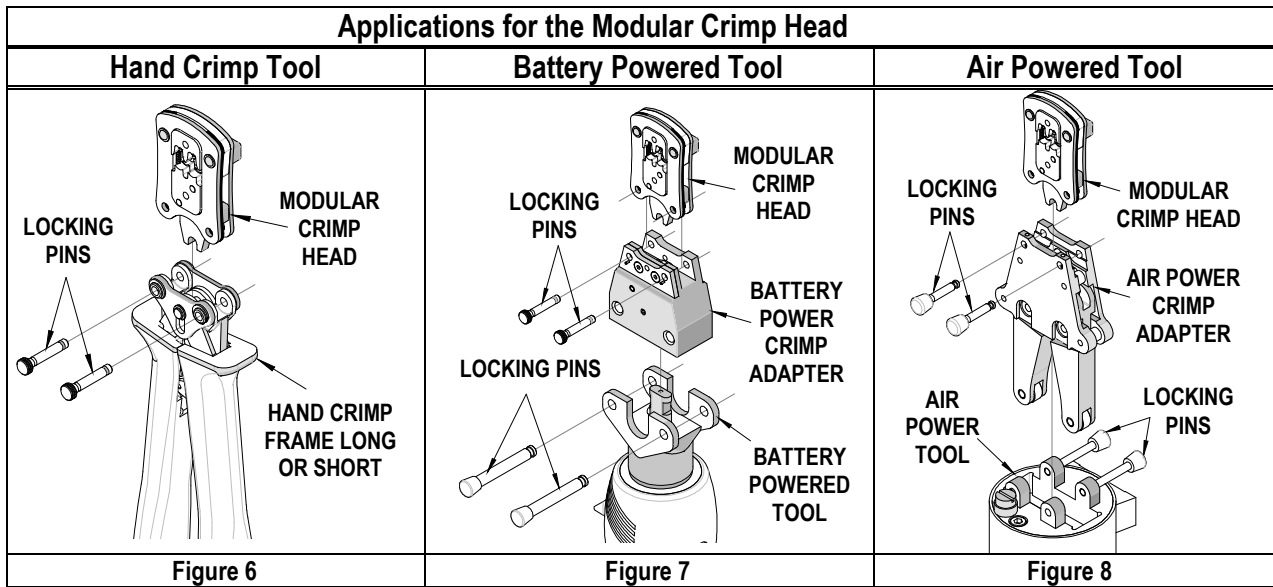 Applications for the Modular Crimp Head
Hand Crimp Tool
Battery Powered Tool
Air Powered Tool
LOCKING
PINS
MODULAR
CRIMP
HEAD
HAND CRIMP
FRAME LONG
OR SHORT
MODULAR
CRIMP
HEAD
LOCKING
PINS
BATTERY
POWER
CRIMP
ADAPTER
LOCKING PINS
BATTERY
POWERED
TOOL
LOCKING
PINS
MODULAR
CRIMP HEAD
AIR POWER
CRIMP
ADAPTER
AIR
POWER
TOOL
LOCKING
PINS
Figure 6
Figure 7
Figure 8